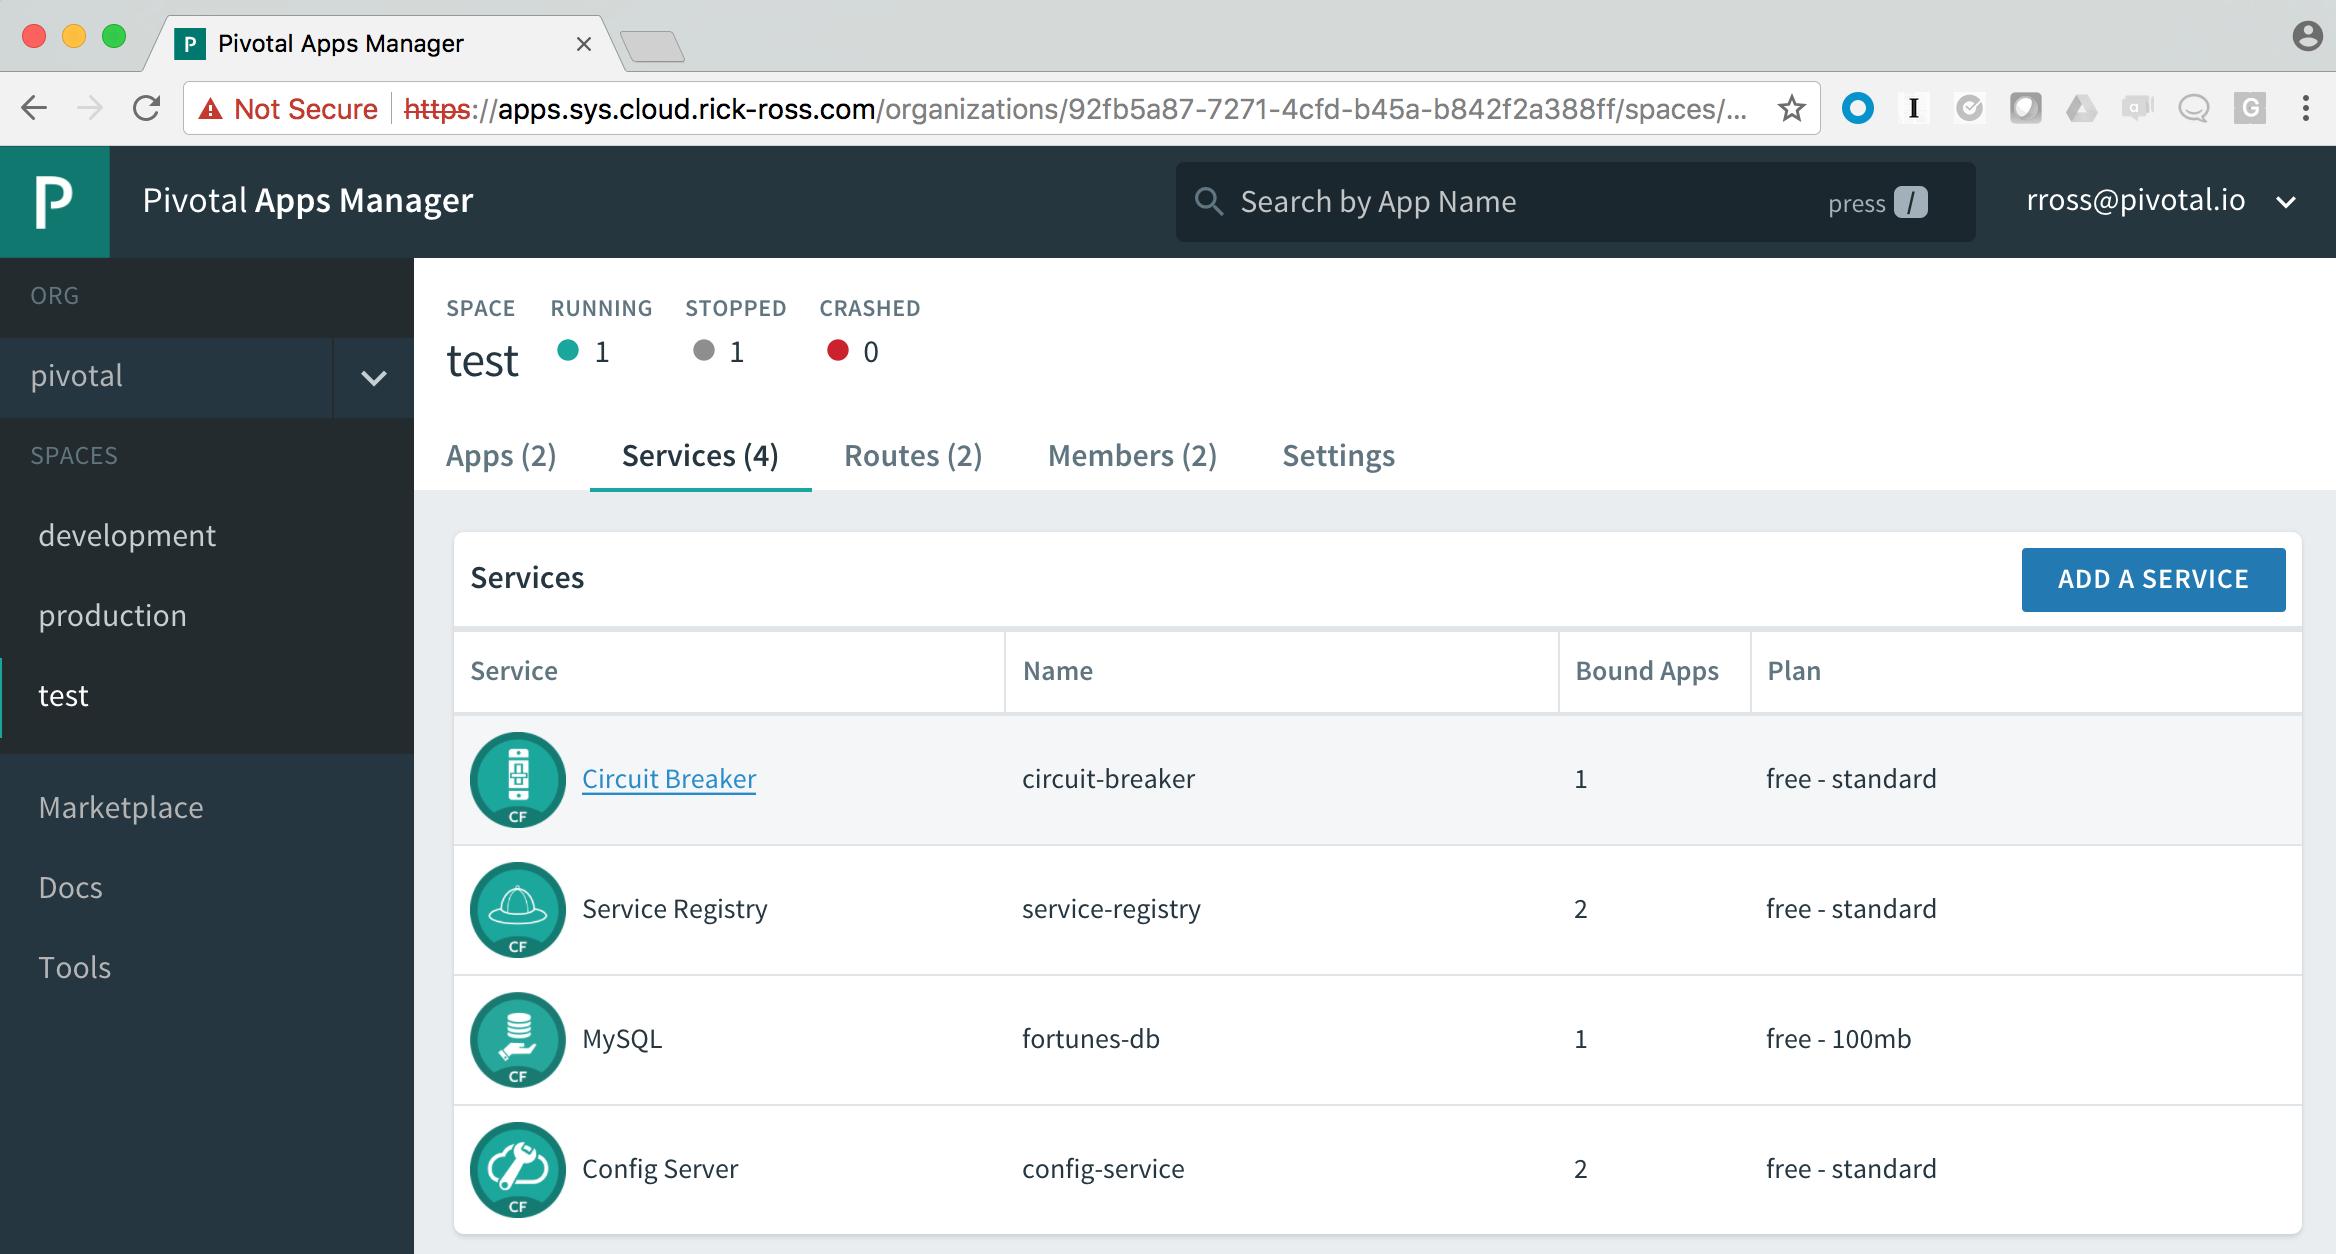 P Pivotal Apps Manager
Not Secure https://apps.sys.cloud.rick-ross.com/organizations/92fb5a87-7271-4cfd-b45a-b842f2a388ff/spaces/...
I a G
P Pivotal Apps Manager
Search by App Name press /
rross@pivotal.io
ORG
pivotal
SPACES
development
production
test
Marketplace
Docs
Tools
SPACE RUNNING STOPPED CRASHED
test 1 1 0
Apps (2) Services (4) Routes (2) Members (2) Settings
Services ADD A SERVICE
Service Name Bound Apps Plan
CF Circuit Breaker circuit-breaker 1 free - standard
CF Service Registry service-registry 2 free - standard
CF MySQL fortunes-db 1 free - 100mb
CF Config Server config-service 2 free - standard